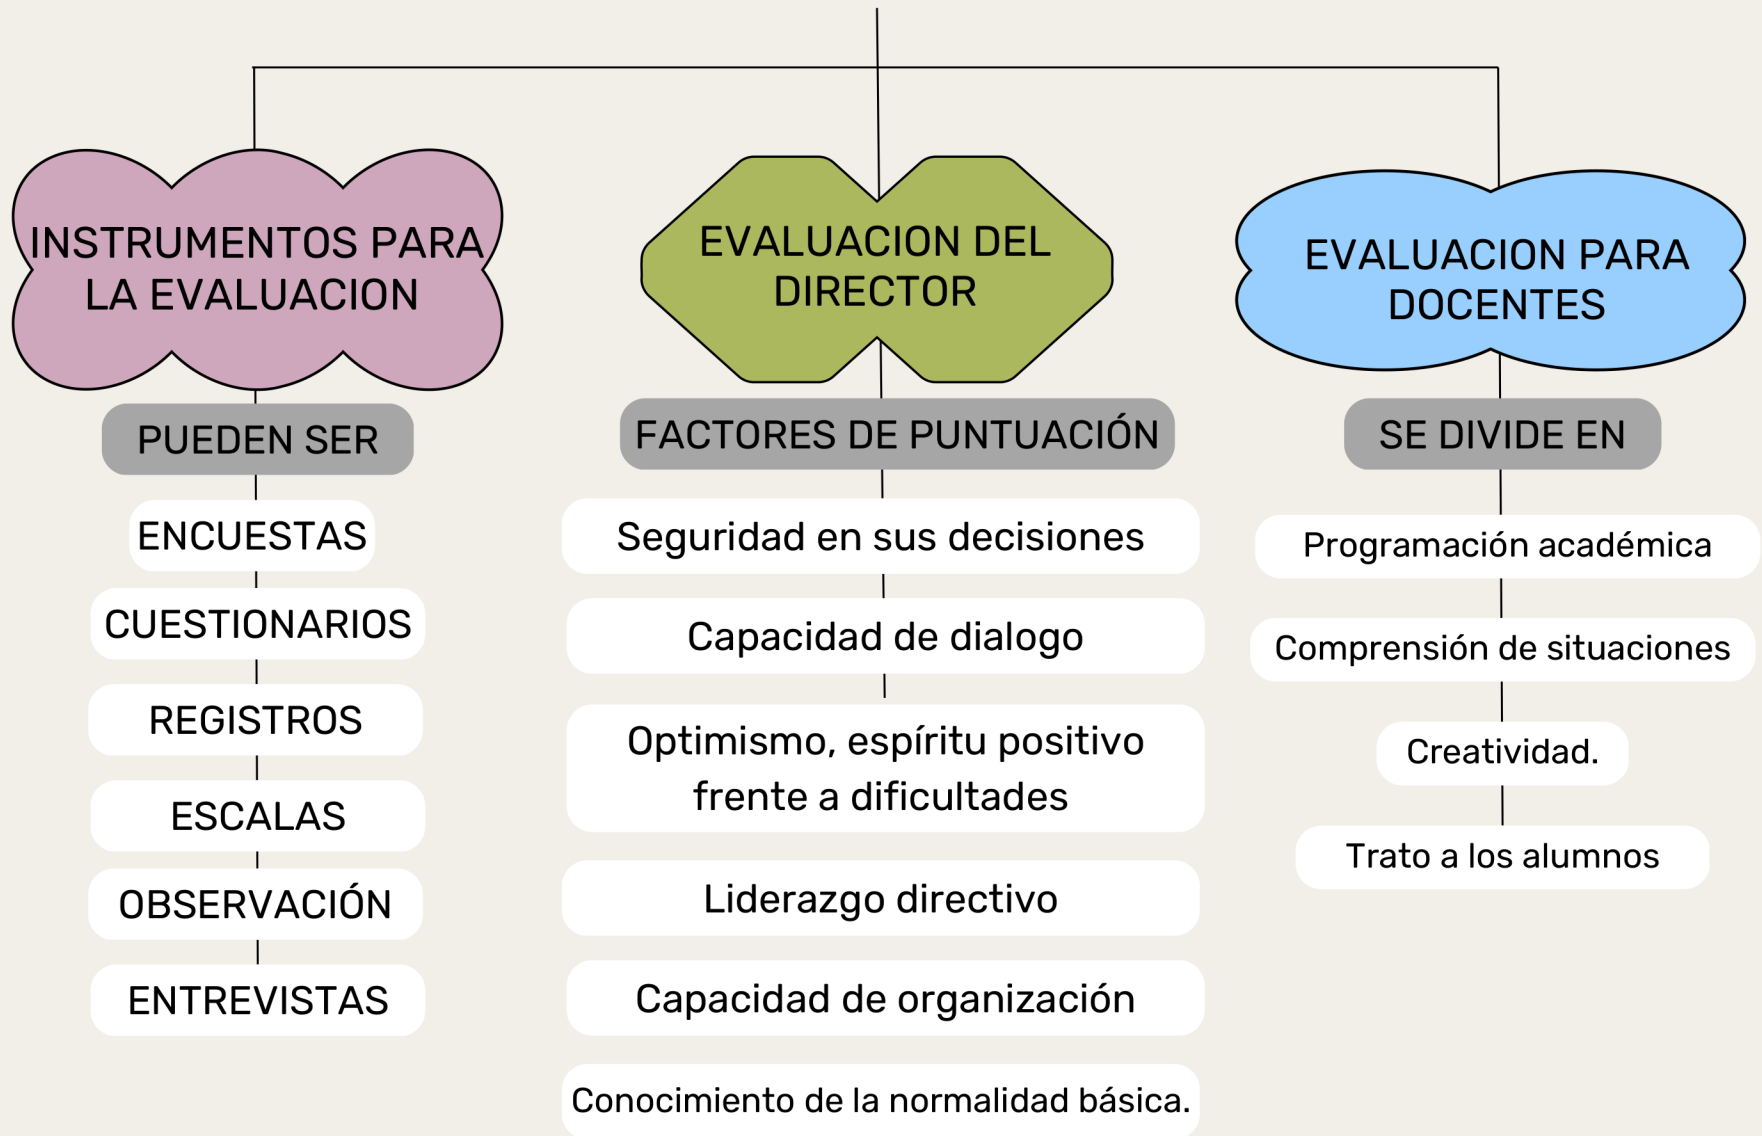 INSTRUMENTOS PARA
LA EVALUACION
PUEDEN SER
ENCUESTAS
CUESTIONARIOS
REGISTROS
ESCALAS
OBSERVACIÓN
ENTREVISTAS
EVALUACION DEL
DIRECTOR
FACTORES DE PUNTUACIÓN
Seguridad en sus decisiones
Capacidad de dialogo
Optimismo, espíritu positivo
frente a dificultades
Liderazgo directivo
Capacidad de organización
Conocimiento de la normalidad básica.
EVALUACION PARA
DOCENTES
SE DIVIDE EN
Programación académica
Comprensión de situaciones
Creatividad.
Trato a los alumnos